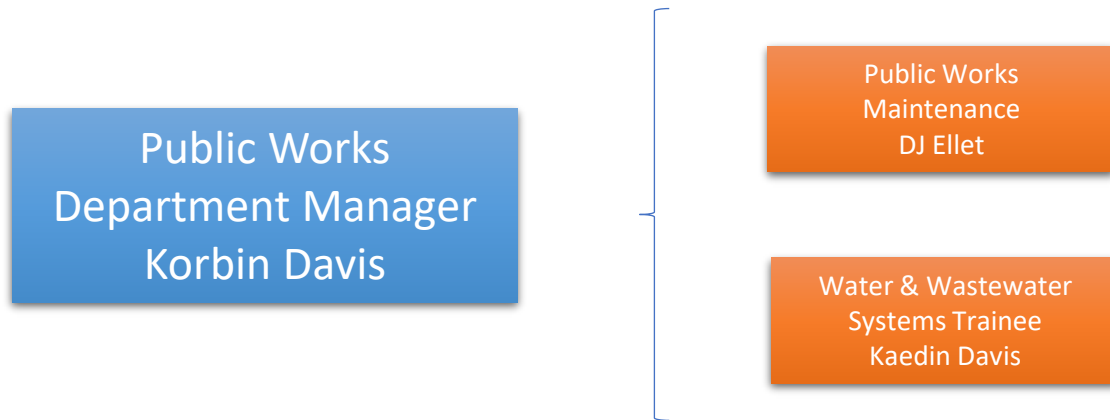 Public Works
Department Manager
Korbin Davis
Public Works
Maintenance
DJ Ellet
Water & Wastewater
Systems Trainee
Kaedin Davis